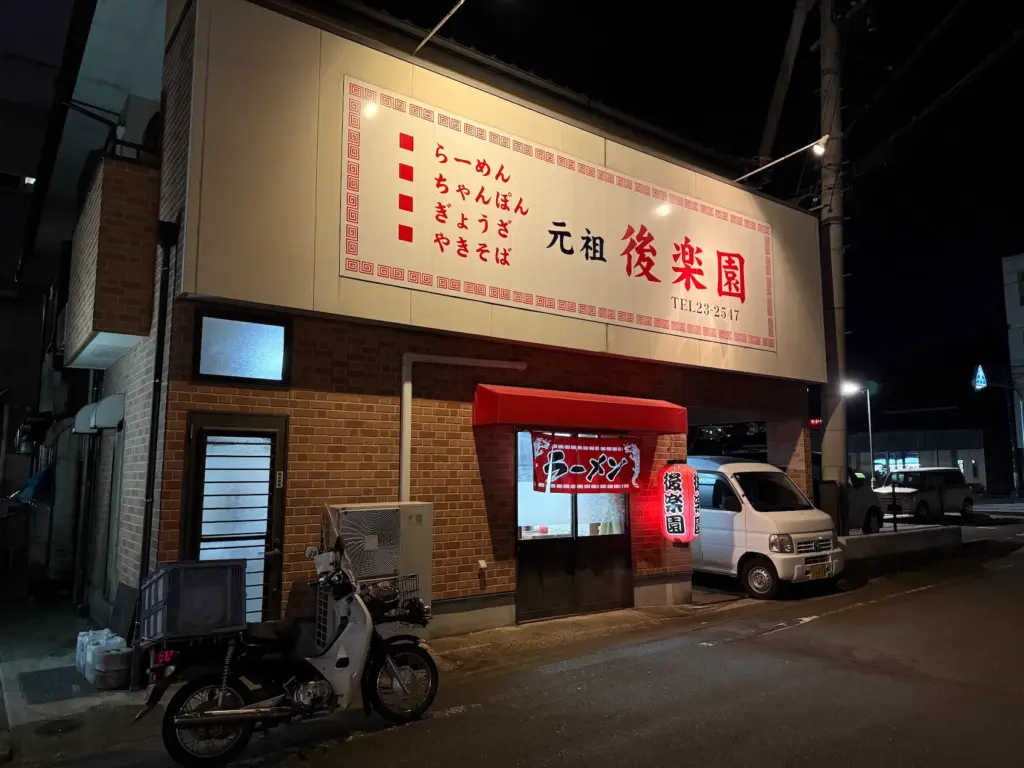 らーめん
ちゃんぽん
ぎょうざ
やきそば
元祖 後楽園
TEL23-2547
ラーメン
後楽園